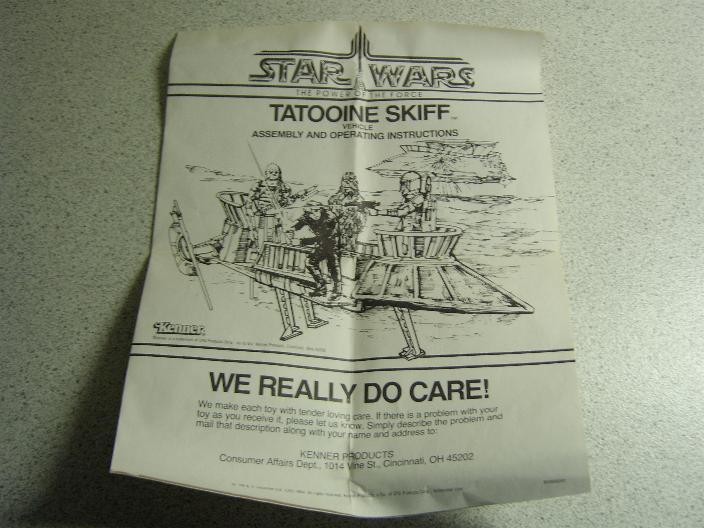 STAR WARS
THE POWER OF THE FORCE
TATOOINE SKIFF
VEHICLE
ASSEMBLY AND OPERATING INSTRUCTIONS
Kenner
WE REALLY DO CARE!
We make each toy with tender loving care. If there is a problem with your
toy as you receive it, please let us know. Simply describe the problem and
mail that description along with your name and address to:
KENNER PRODUCTS
Consumer Affairs Dept., 1014 Vine St., Cincinnati, OH 45202